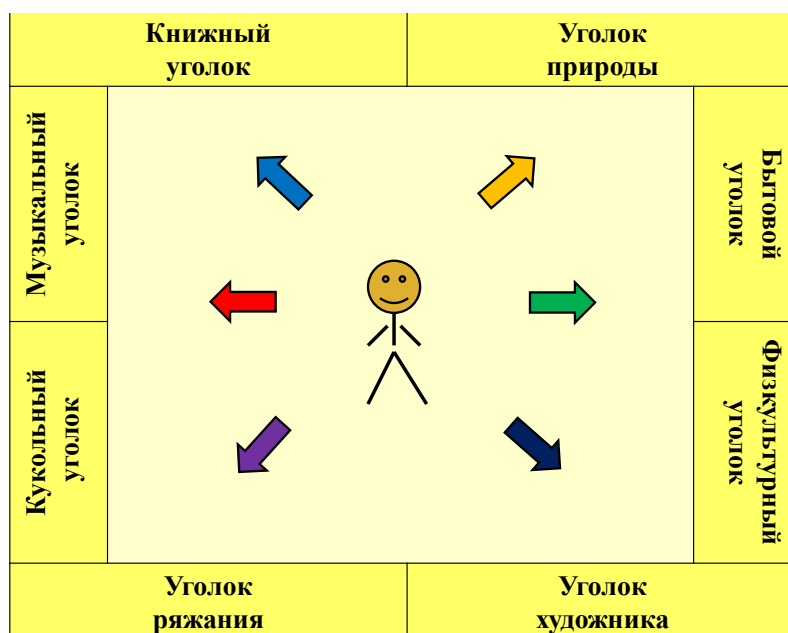 Книжный
уголок
Уголок
природы
Музыкальный
уголок
Бытовой
уголок
Кукольный
уголок
Физкультурный
уголок
Уголок
ряжания
Уголок
художника